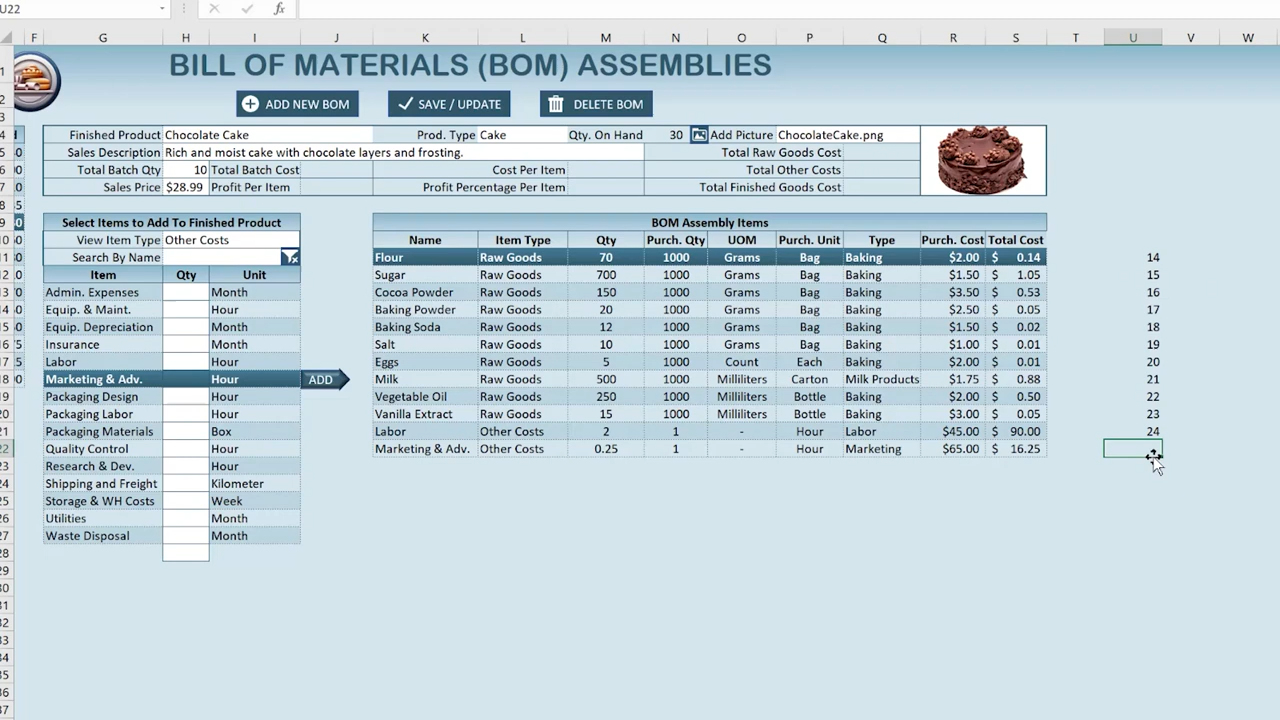 U22 fx
F G H I J K L M N O P Q R S T U V W
BILL OF MATERIALS (BOM) ASSEMBLIES
ADD NEW BOM SAVE / UPDATE DELETE BOM
Finished Product Chocolate Cake Prod. Type Cake Qty. On Hand 30 Add Picture ChocolateCake.png
Sales Description Rich and moist cake with chocolate layers and frosting. Total Raw Goods Cost
Total Batch Qty 10 Total Batch Cost Cost Per Item Total Other Costs
Sales Price $28.99 Profit Per Item Profit Percentage Per Item Total Finished Goods Cost
Select Items to Add To Finished Product BOM Assembly Items
View Item Type Other Costs Name Item Type Qty Purch. Qty UOM Purch. Unit Type Purch. Cost Total Cost
Search By Name Flour Raw Goods 70 1000 Grams Bag Baking $2.00 $ 0.14 14
Item Qty Unit Sugar Raw Goods 700 1000 Grams Bag Baking $1.50 $ 1.05 15
Admin. Expenses Month Cocoa Powder Raw Goods 150 1000 Grams Bag Baking $3.50 $ 0.53 16
Equip. & Maint. Hour Baking Powder Raw Goods 20 1000 Grams Bag Baking $2.50 $ 0.05 17
Equip. Depreciation Month Baking Soda Raw Goods 12 1000 Grams Bag Baking $1.50 $ 0.02 18
Insurance Month Salt Raw Goods 10 1000 Grams Bag Baking $1.00 $ 0.01 19
Labor Hour Eggs Raw Goods 5 1000 Count Each Baking $2.00 $ 0.01 20
Marketing & Adv. Hour ADD Milk Raw Goods 500 1000 Milliliters Carton Milk Products $1.75 $ 0.88 21
Packaging Design Hour Vegetable Oil Raw Goods 250 1000 Milliliters Bottle Baking $2.00 $ 0.50 22
Packaging Labor Hour Vanilla Extract Raw Goods 15 1000 Milliliters Bottle Baking $3.00 $ 0.05 23
Packaging Materials Box Labor Other Costs 2 1 - Hour Labor $45.00 $ 90.00 24
Quality Control Hour Marketing & Adv. Other Costs 0.25 1 - Hour Marketing $65.00 $ 16.25
Research & Dev. Hour
Shipping and Freight Kilometer
Storage & WH Costs Week
Utilities Month
Waste Disposal Month